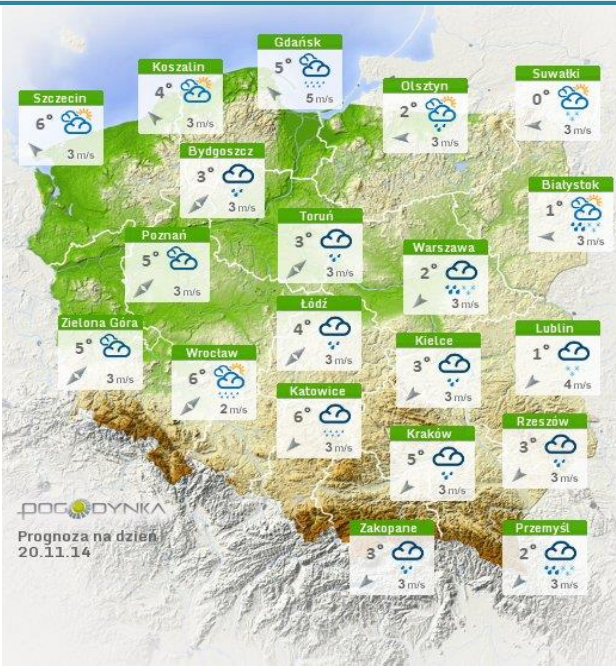 Gdańsk
5°
5 m/s
Koszalin
4°
3 m/s
Suwałki
0°
3 m/s
Olsztyn
2°
3 m/s
Szczecin
6°
3 m/s
Bydgoszcz
3°
3 m/s
Białystok
1°
3 m/s
Toruń
3°
3 m/s
Poznań
5°
3 m/s
Warszawa
2°
3 m/s
Łódź
4°
3 m/s
Zielona Góra
5°
3 m/s
Lublin
1°
4 m/s
Kielce
3°
3 m/s
Wrocław
6°
2 m/s
Katowice
6°
3 m/s
Rzeszów
3°
3 m/s
Kraków
5°
3 m/s
POGODYNKA
Prognoza na dzień
20.11.14
Zakopane
3°
3 m/s
Przemyśl
2°
3 m/s